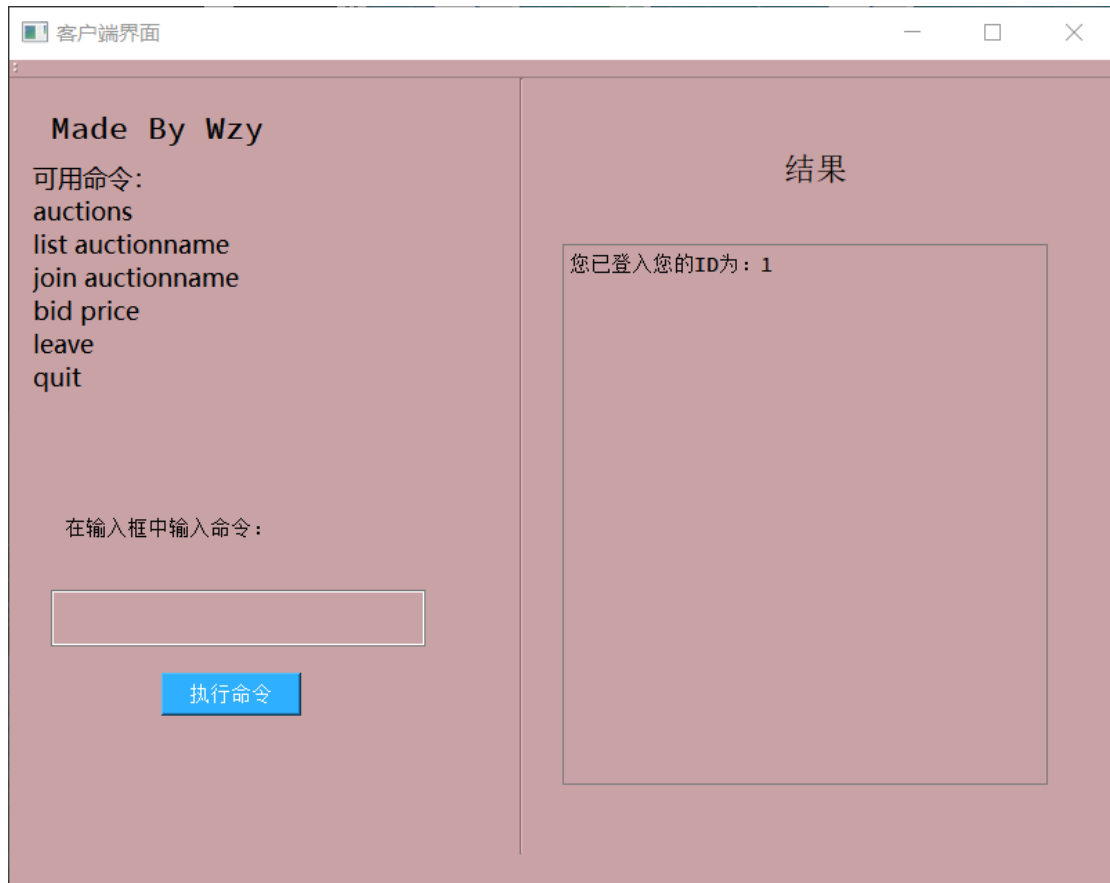 客户端界面
Made By Wzy
可用命令:
auctions
list auctionname
join auctionname
bid price
leave
quit
在输入框中输入命令:
执行命令
结果
您已登入您的ID为: 1